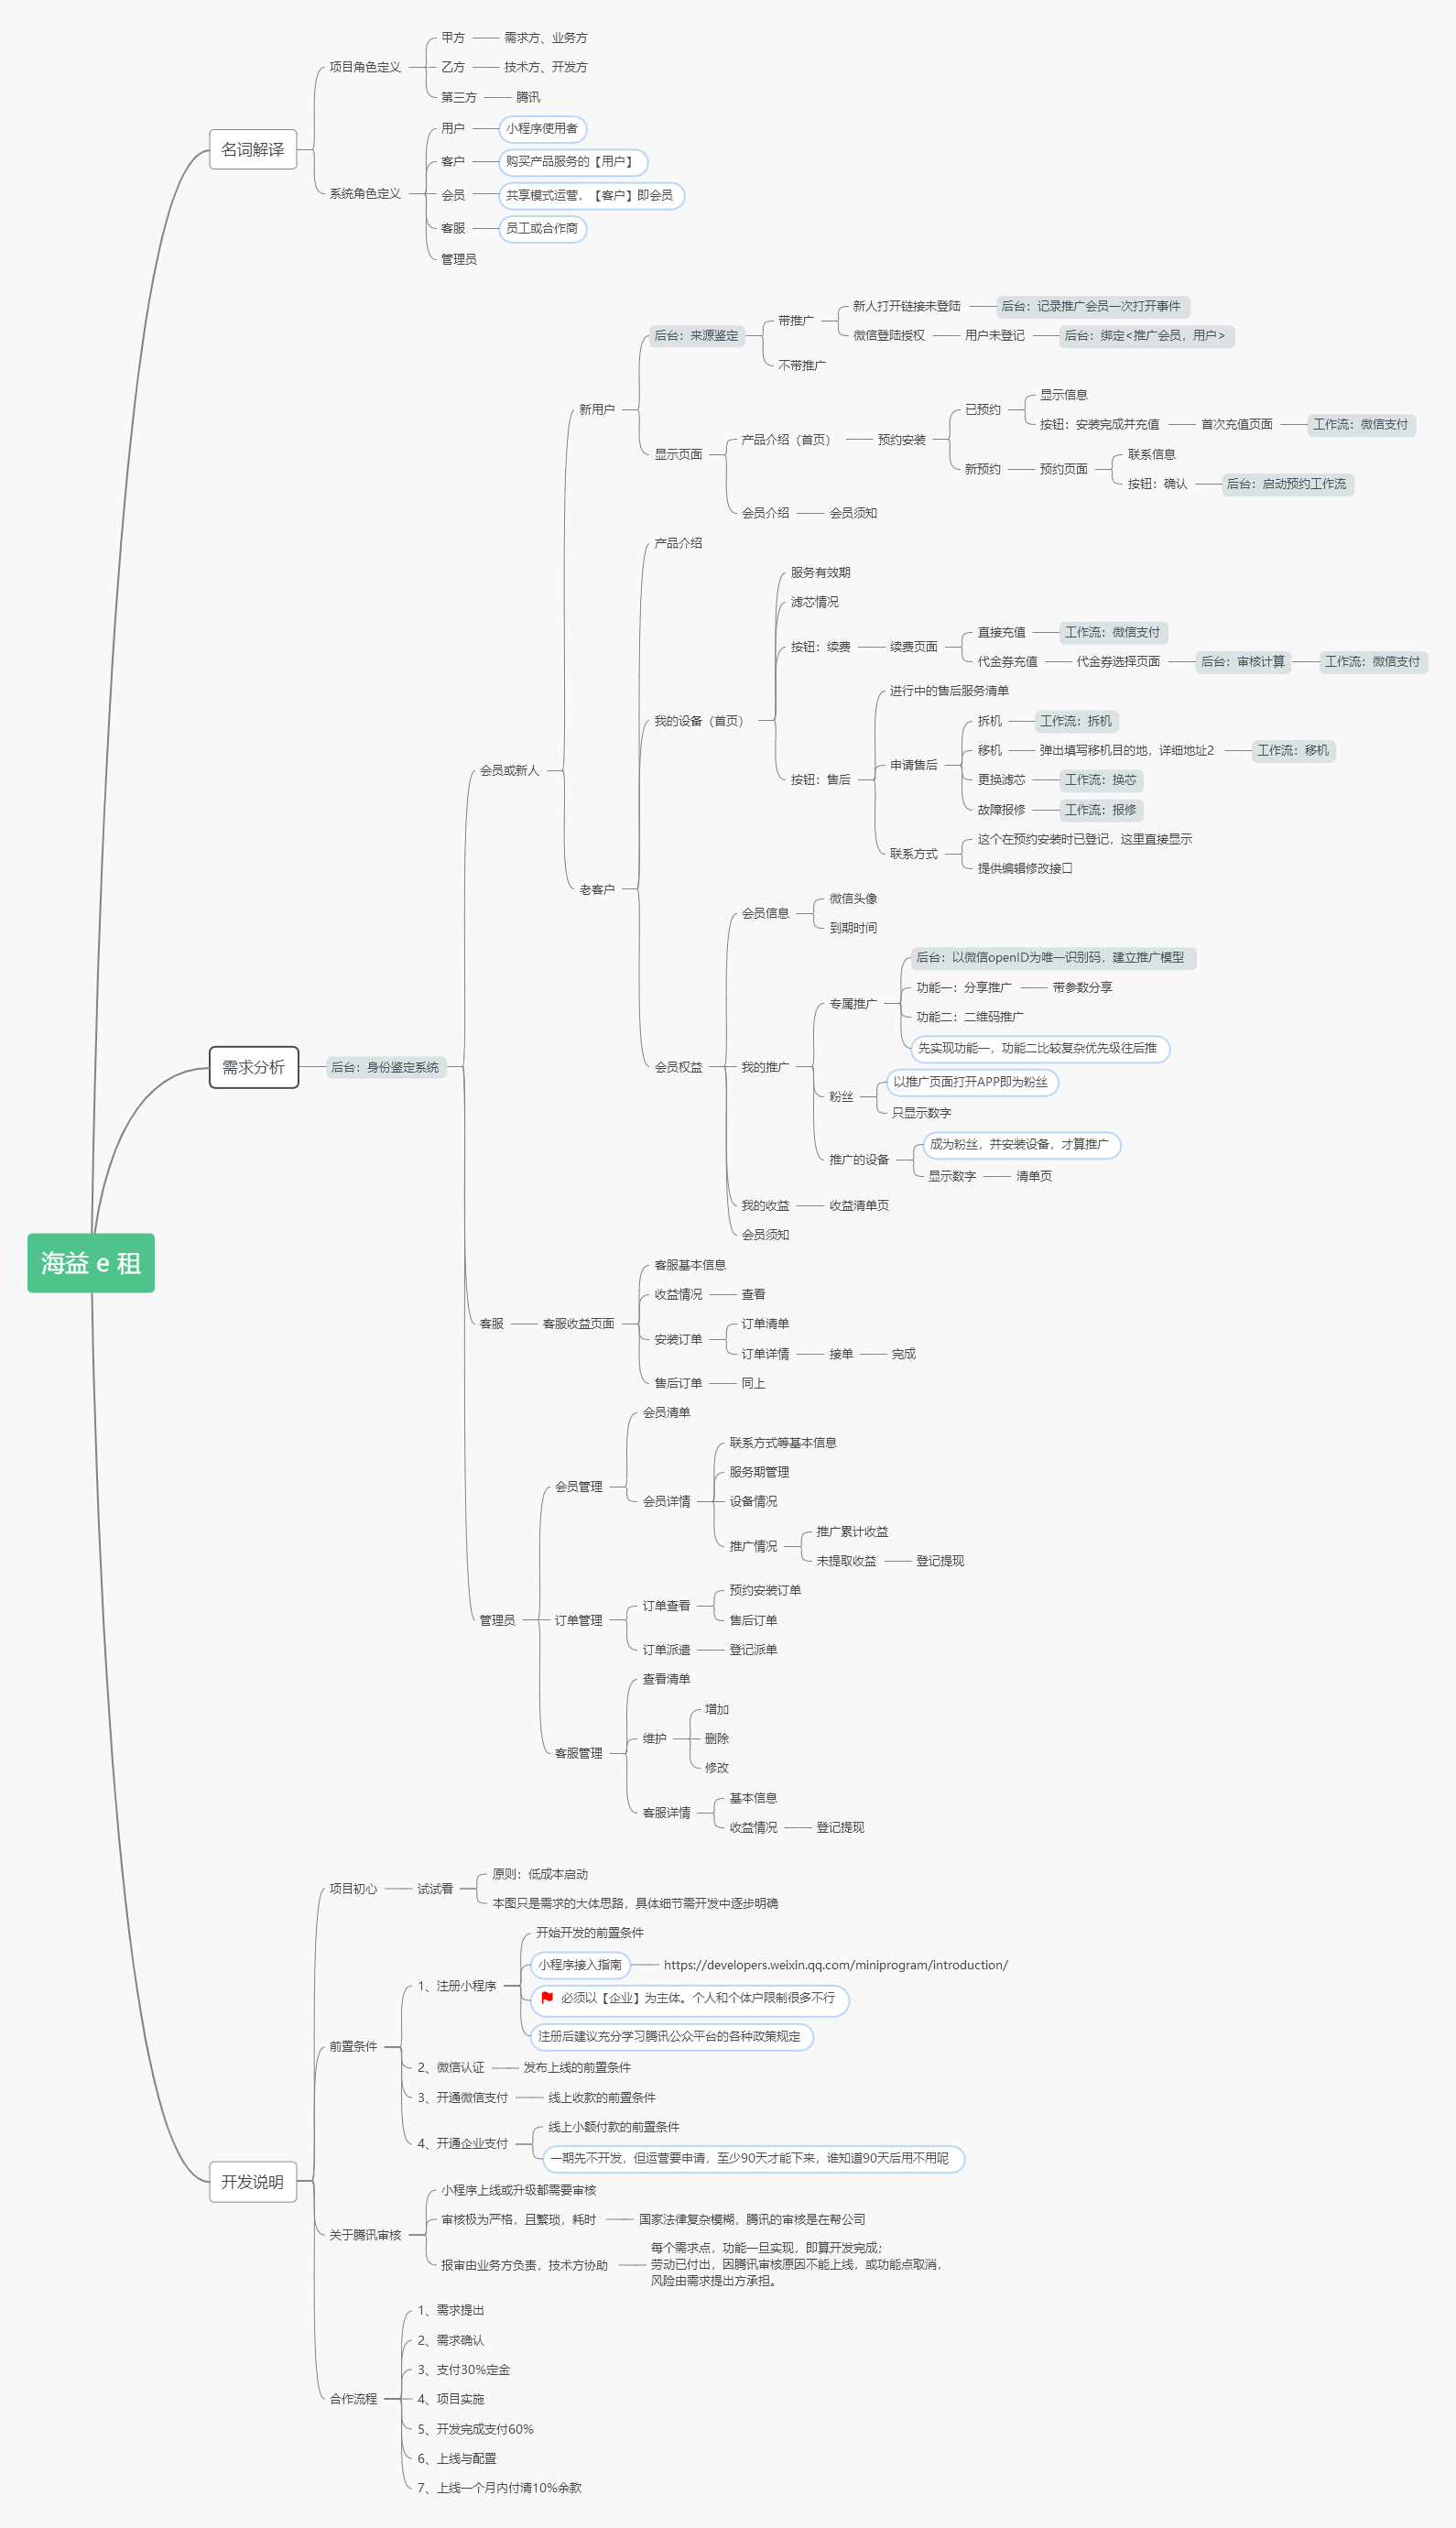 海益 e 租
名词解译
项目角色定义
甲方
需求方、业务方
乙方
技术方、开发方
第三方
腾讯
系统角色定义
用户
小程序使用者
客户
购买产品服务的【用户】
会员
共享模式运营，【客户】即会员
客服
员工或合作商
管理员
需求分析
后台：身份鉴定系统
会员或新人
新用户
后台：来源鉴定
带推广
新人打开链接未登陆
后台：记录推广会员一次打开事件
微信登陆授权
用户未登记
后台：绑定<推广会员，用户>
不带推广
显示页面
产品介绍（首页）
预约安装
已预约
显示信息
按钮：安装完成并充值
首次充值页面
工作流：微信支付
新预约
预约页面
联系信息
按钮：确认
后台：启动预约工作流
会员介绍
会员须知
老客户
产品介绍
我的设备（首页）
服务有效期
滤芯情况
按钮：续费
续费页面
直接充值
工作流：微信支付
代金券充值
代金券选择页面
后台：审核计算
工作流：微信支付
按钮：售后
进行中的售后服务清单
申请售后
拆机
工作流：拆机
移机
弹出填写移机目的地，详细地址2
工作流：移机
更换滤芯
工作流：换芯
故障报修
工作流：报修
联系方式
这个在预约安装时已登记，这里直接显示
提供编辑修改接口
会员权益
会员信息
微信头像
到期时间
我的推广
专属推广
后台：以微信openID为唯一识别码，建立推广模型
功能一：分享推广
带参数分享
功能二：二维码推广
先实现功能一，功能二比较复杂优先级往后推
粉丝
以推广页面打开APP即为粉丝
只显示数字
推广的设备
成为粉丝，并安装设备，才算推广
显示数字
清单页
我的收益
收益清单页
会员须知
客服
客服收益页面
客服基本信息
收益情况
查看
安装订单
订单清单
订单详情
接单
完成
售后订单
同上
管理员
会员管理
会员清单
会员详情
联系方式等基本信息
服务期管理
设备情况
推广情况
推广累计收益
未提取收益
登记提现
订单管理
订单查看
预约安装订单
售后订单
订单派遣
登记派单
客服管理
查看清单
维护
增加
删除
修改
客服详情
基本信息
收益情况
登记提现
开发说明
项目初心
试试看
原则：低成本启动
本图只是需求的大体思路，具体细节需开发中逐步明确
前置条件
1、注册小程序
开始开发的前置条件
小程序接入指南
https://developers.weixin.qq.com/miniprogram/introduction/
必须以【企业】为主体。个人和个体户限制很多不行
注册后建议充分学习腾讯公众平台的各种政策规定
2、微信认证
发布上线的前置条件
3、开通微信支付
线上收款的前置条件
4、开通企业支付
线上小额付款的前置条件
一期先不开发，但运营要申请，至少90天才能下来，谁知道90天后用不用呢
关于腾讯审核
小程序上线或升级都需要审核
审核极为严格，且繁琐，耗时
国家法律复杂模糊，腾讯的审核是在帮公司
报审由业务方负责，技术方协助
每个需求点，功能一旦实现，即算开发完成；
劳动已付出，因腾讯审核原因不能上线，或功能点取消，
风险由需求提出方承担。
合作流程
1、需求提出
2、需求确认
3、支付30%定金
4、项目实施
5、开发完成支付60%
6、上线与配置
7、上线一个月内付清10%余款